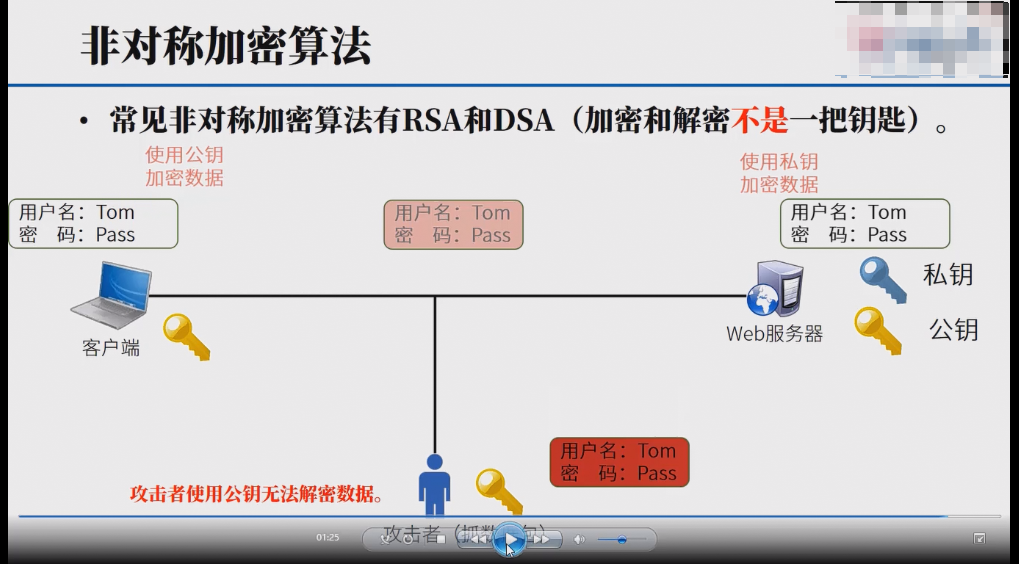 非对称加密算法
• 常见非对称加密算法有RSA和DSA（加密和解密不是一把钥匙）。
使用公钥
加密数据
使用私钥
加密数据
用户名：Tom
密 码：Pass
用户名：Tom
密 码：Pass
用户名：Tom
密 码：Pass
私钥
公钥
客户端
Web服务器
用户名：Tom
密 码：Pass
攻击者使用公钥无法解密数据。
攻击者（抓数 包）
01:25